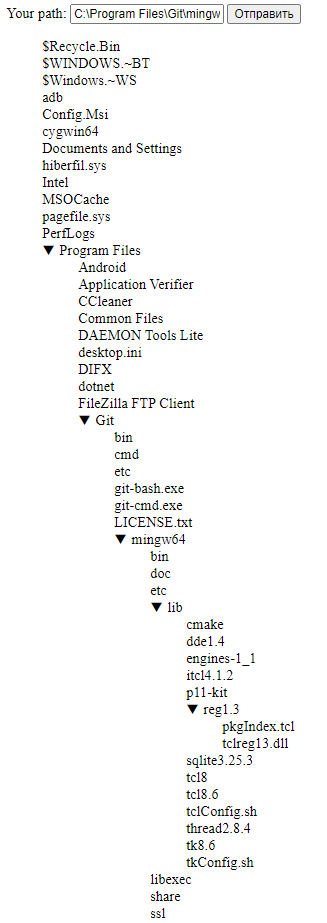 Your path: C:\Program Files\Git\mingw Отправить
$Recycle.Bin
$WINDOWS.~BT
$Windows.~WS
adb
Config.Msi
cygwin64
Documents and Settings
hiberfil.sys
Intel
MSOCache
pagefile.sys
PerfLogs
▼ Program Files
Android
Application Verifier
CCleaner
Common Files
DAEMON Tools Lite
desktop.ini
DIFX
dotnet
FileZilla FTP Client
▼ Git
bin
cmd
etc
git-bash.exe
git-cmd.exe
LICENSE.txt
▼ mingw64
bin
doc
etc
▼ lib
cmake
dde1.4
engines-1_1
itcl4.1.2
p11-kit
▼ reg1.3
pkgIndex.tcl
tclreg13.dll
sqlite3.25.3
tcl8
tcl8.6
tclConfig.sh
thread2.8.4
tk8.6
tkConfig.sh
libexec
share
ssl